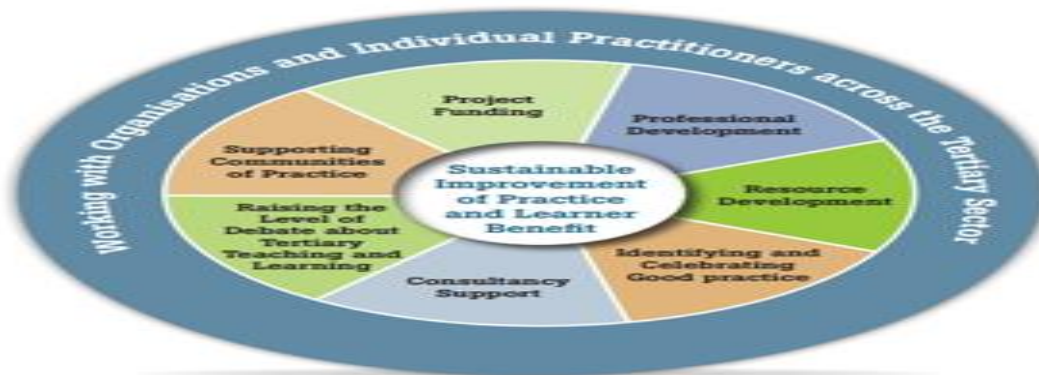 Working with Organisations and Individual Practitioners across the Tertiary Sector
Project
Funding
Professional
Development
Resource
Development
Identifying and
Celebrating
Good practice
Consultancy
Support
Raising the
Level of
Debate about
Tertiary
Teaching and
Learning
Supporting
Communities
of Practice
Sustainable
Improvement
of Practice
and Learner
Benefit